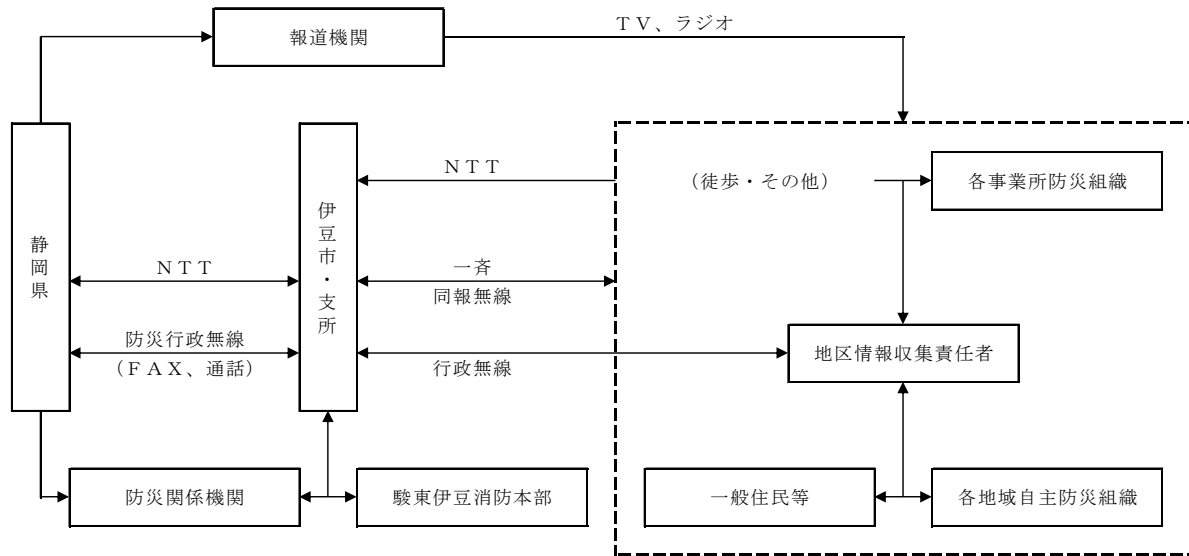 報道機関
ＴＶ、ラジオ
静岡県
伊豆市・支所
ＮＴＴ
（徒歩・その他）
各事業所防災組織
ＮＴＴ
一斉
同報無線
防災行政無線
（ＦＡＸ、通話）
行政無線
地区情報収集責任者
防災関係機関
駿東伊豆消防本部
一般住民等
各地域自主防災組織